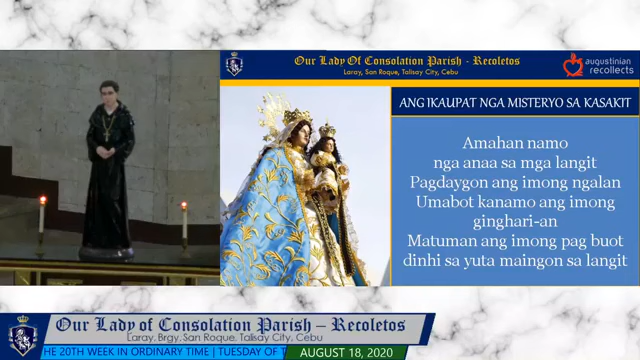 Our Lady Of Consolation Parish - Recoletos
Laray, San Roque, Talisay City, Cebu
augustinian
recollects
ANG IKAUPAT NGA MISTERYO SA KASAKIT
Amahan namo
nga anaa sa mga langit
Pagdaygon ang imong ngalan
Umabot kanamo ang imong
ginghari-an
Matuman ang imong pag buot
dinhi sa yuta maingon sa langit
Our Lady of Consolation Parish – Recoletos
Laray, Brgy. San Roque, Talisay City, Cebu
HE 20TH WEEK IN ORDINARY TIME | TUESDAY OF T
AUGUST 18, 2020